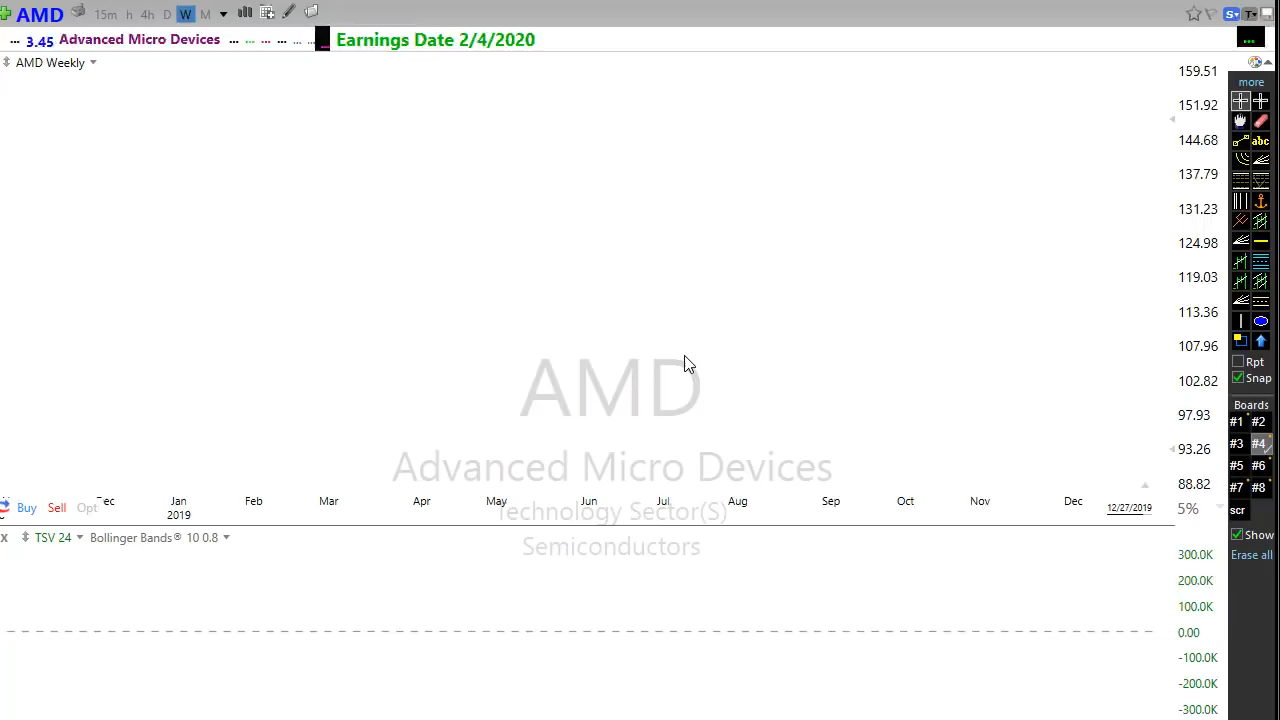 AMD 15m h 4h D W M S T
... 3.45 Advanced Micro Devices ... ... ... ... ... ... Earnings Date 2/4/2020 ...
AMD Weekly
159.51
151.92
144.68
137.79
131.23
124.98
119.03
113.36
107.96
102.82
97.93
93.26
88.82
5%
AMD
Advanced Micro Devices
Technology Sector(S)
Semiconductors
Dec Jan Feb Mar Apr May Jun Jul Aug Sep Oct Nov Dec
2019 12/27/2019
Buy Sell Opt
x TSV 24 Bollinger Bands® 10 0.8
300.0K
200.0K
100.0K
0.00
-100.0K
-200.0K
-300.0K
more
abc
Rpt
Snap
Boards
#1 #2
#3 #4
#5 #6
#7 #8
scr
Show
Erase all